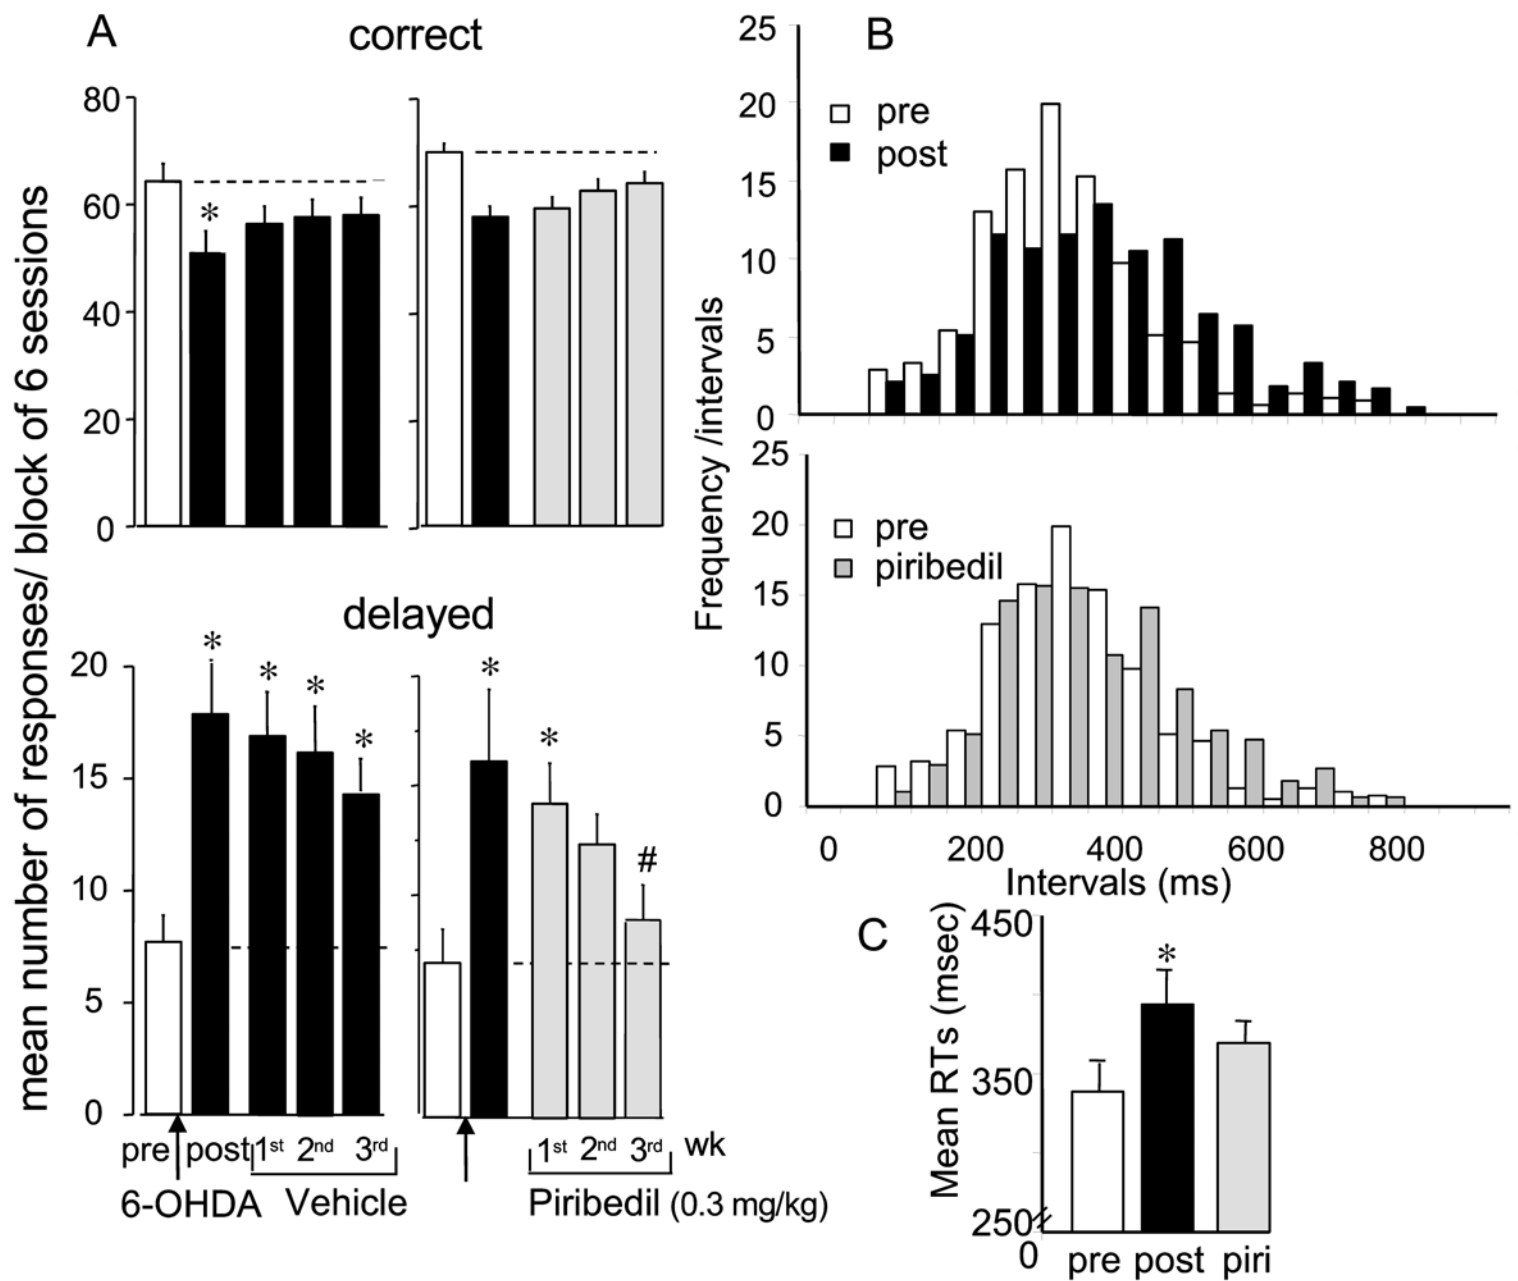 A
correct
mean number of responses/ block of 6 sessions
80
60
40
20
0
*
delayed
20
15
10
5
0
* * * *
* * #
pre post 1st 2nd 3rd
1st 2nd 3rd wk
6-OHDA Vehicle
Piribedil (0.3 mg/kg)
B
Frequency /intervals
25
20
15
10
5
0
pre
post
25
20
15
10
5
0
pre
piribedil
0 200 400 600 800
Intervals (ms)
C
Mean RTs (msec)
450
350
250
0
*
pre post piri